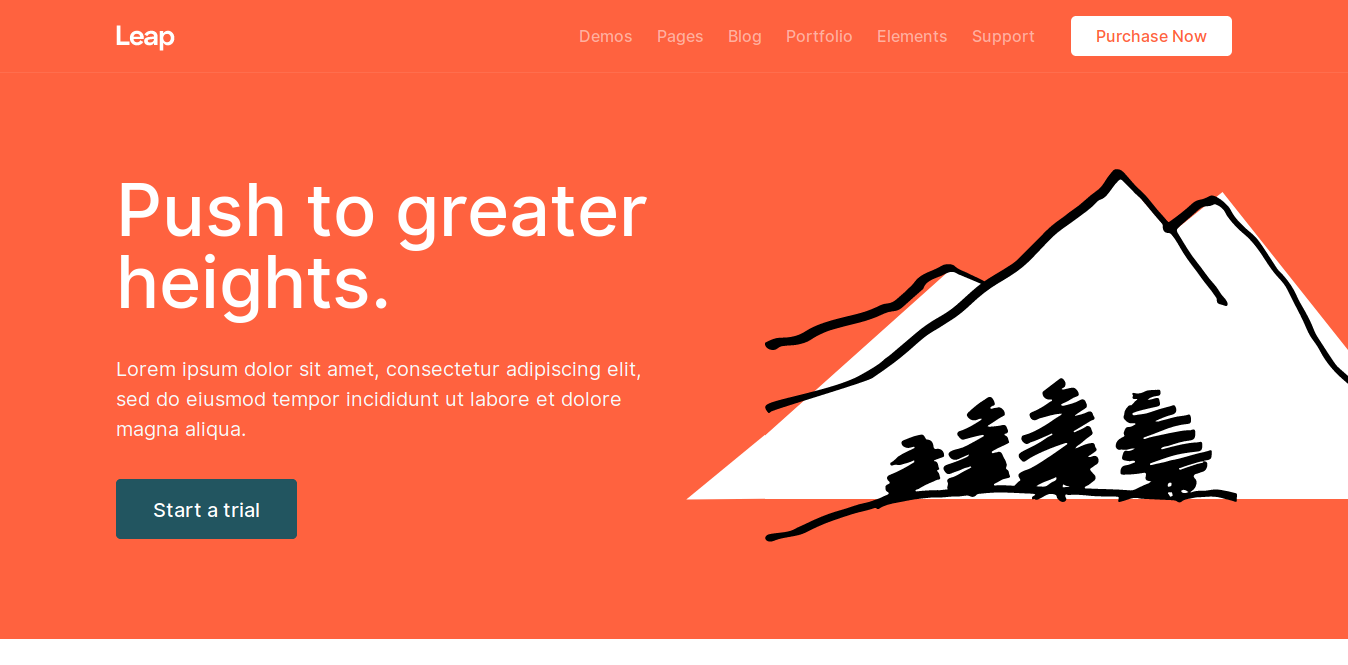 Leap
Demos Pages Blog Portfolio Elements Support Purchase Now
Push to greater
heights.
Lorem ipsum dolor sit amet, consectetur adipiscing elit,
sed do eiusmod tempor incididunt ut labore et dolore
magna aliqua.
Start a trial